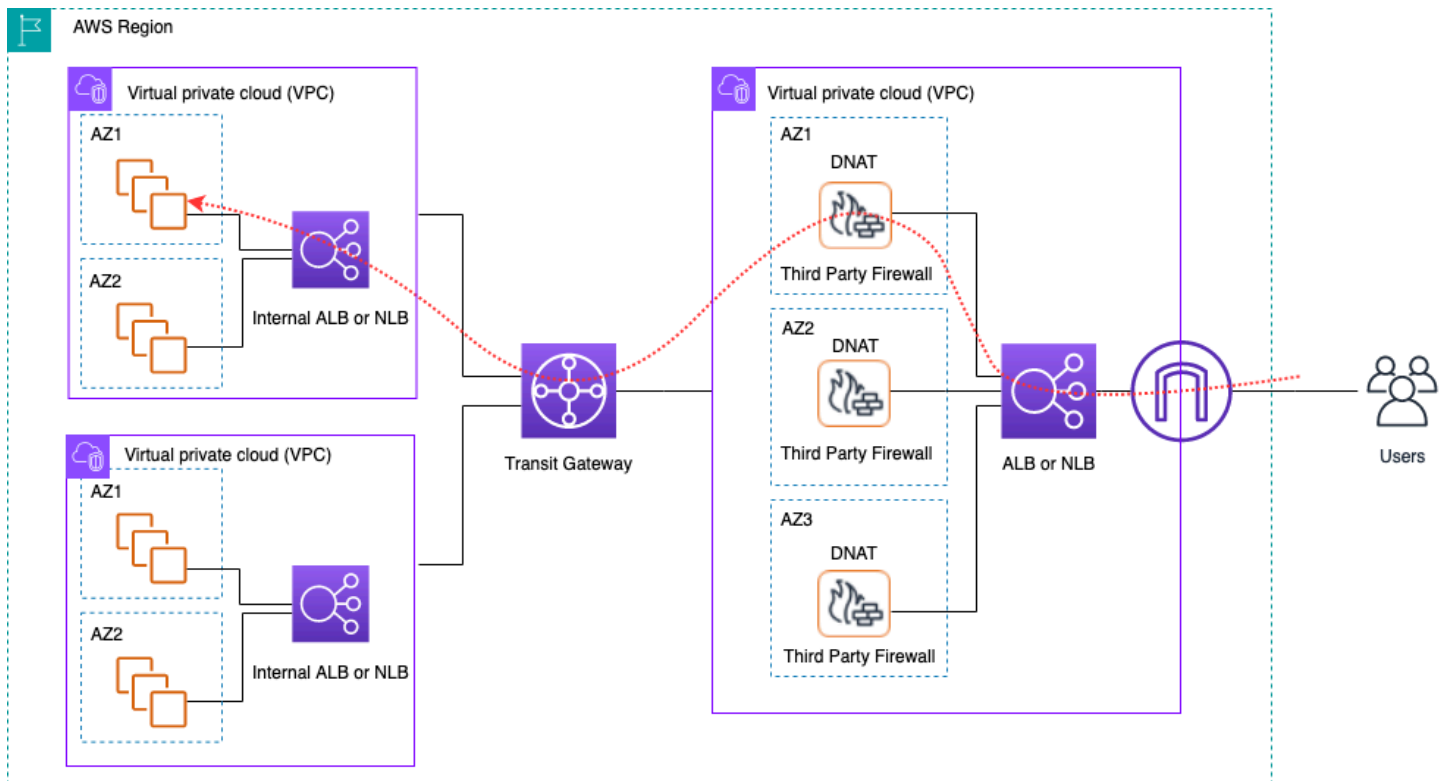 AWS Region
Virtual private cloud (VPC)
AZ1
AZ2
Internal ALB or NLB
Virtual private cloud (VPC)
AZ1
AZ2
Internal ALB or NLB
Transit Gateway
Virtual private cloud (VPC)
AZ1
DNAT
Third Party Firewall
AZ2
DNAT
Third Party Firewall
AZ3
DNAT
Third Party Firewall
ALB or NLB
Users